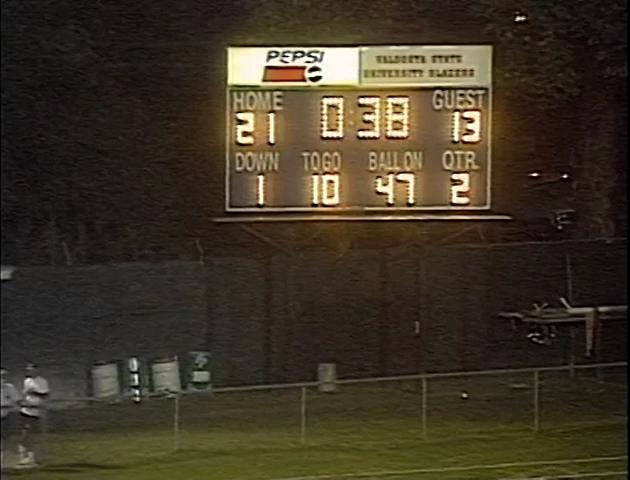 PEPSI
VALDOSTA STATE
UNIVERSITY BLAZERS
HOME 0:38 GUEST
21 13
DOWN TO GO BALL ON QTR.
1 10 47 2